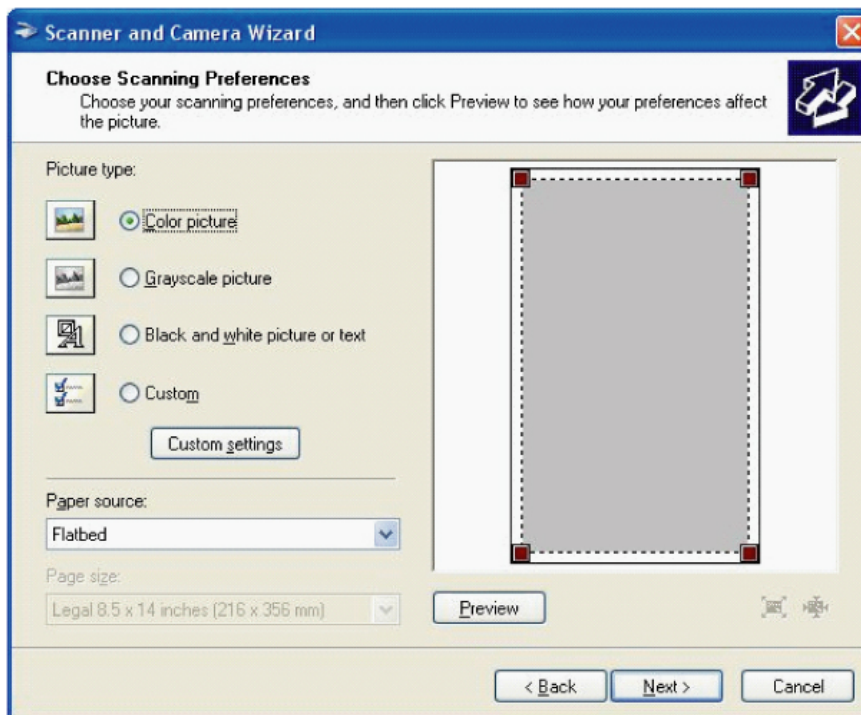 Scanner and Camera Wizard
Choose Scanning Preferences
Choose your scanning preferences, and then click Preview to see how your preferences affect
the picture.
Picture type:
Color picture
Grayscale picture
Black and white picture or text
Custom
Custom settings
Paper source:
Flatbed
Page size:
Legal 8.5 x 14 inches (216 x 356 mm)
Preview
< Back
Next >
Cancel